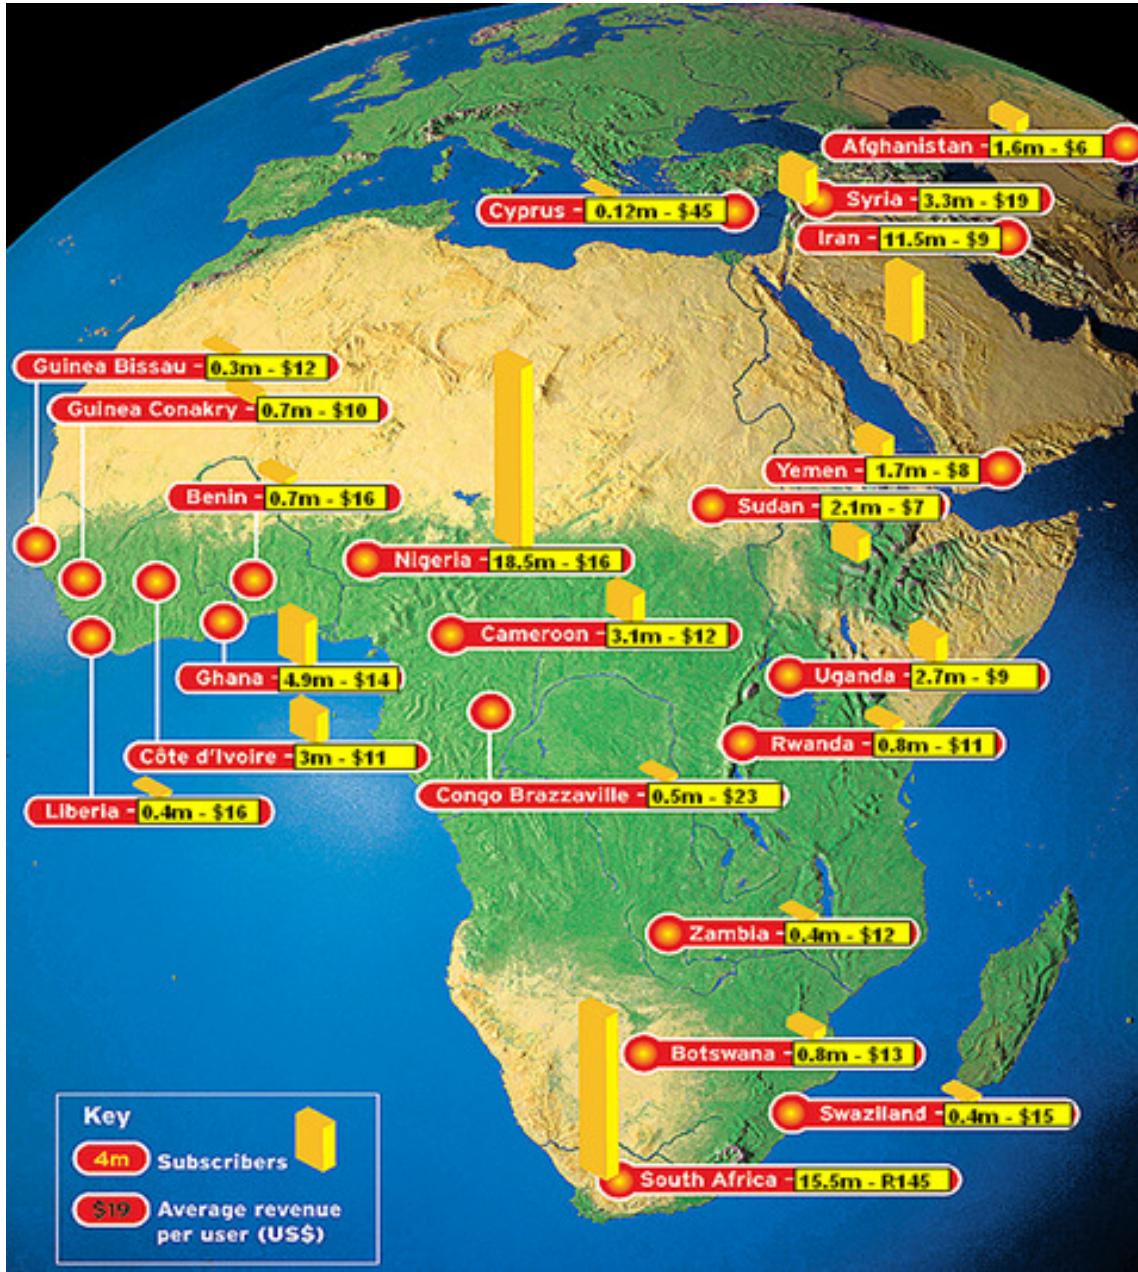 Afghanistan - 1.6m - $6
Cyprus - 0.12m - $45
Syria - 3.3m - $19
Iran - 11.5m - $9
Guinea Bissau - 0.3m - $12
Guinea Conakry - 0.7m - $10
Benin - 0.7m - $16
Yemen - 1.7m - $8
Sudan - 2.1m - $7
Nigeria - 18.5m - $16
Cameroon - 3.1m - $12
Ghana - 4.9m - $14
Uganda - 2.7m - $9
Côte d'Ivoire - 3m - $11
Rwanda - 0.8m - $11
Liberia - 0.4m - $16
Congo Brazzaville - 0.5m - $23
Zambia - 0.4m - $12
Botswana - 0.8m - $13
Swaziland - 0.4m - $15
South Africa - 15.5m - R145
Key
4m Subscribers
$19 Average revenue
per user (US$)